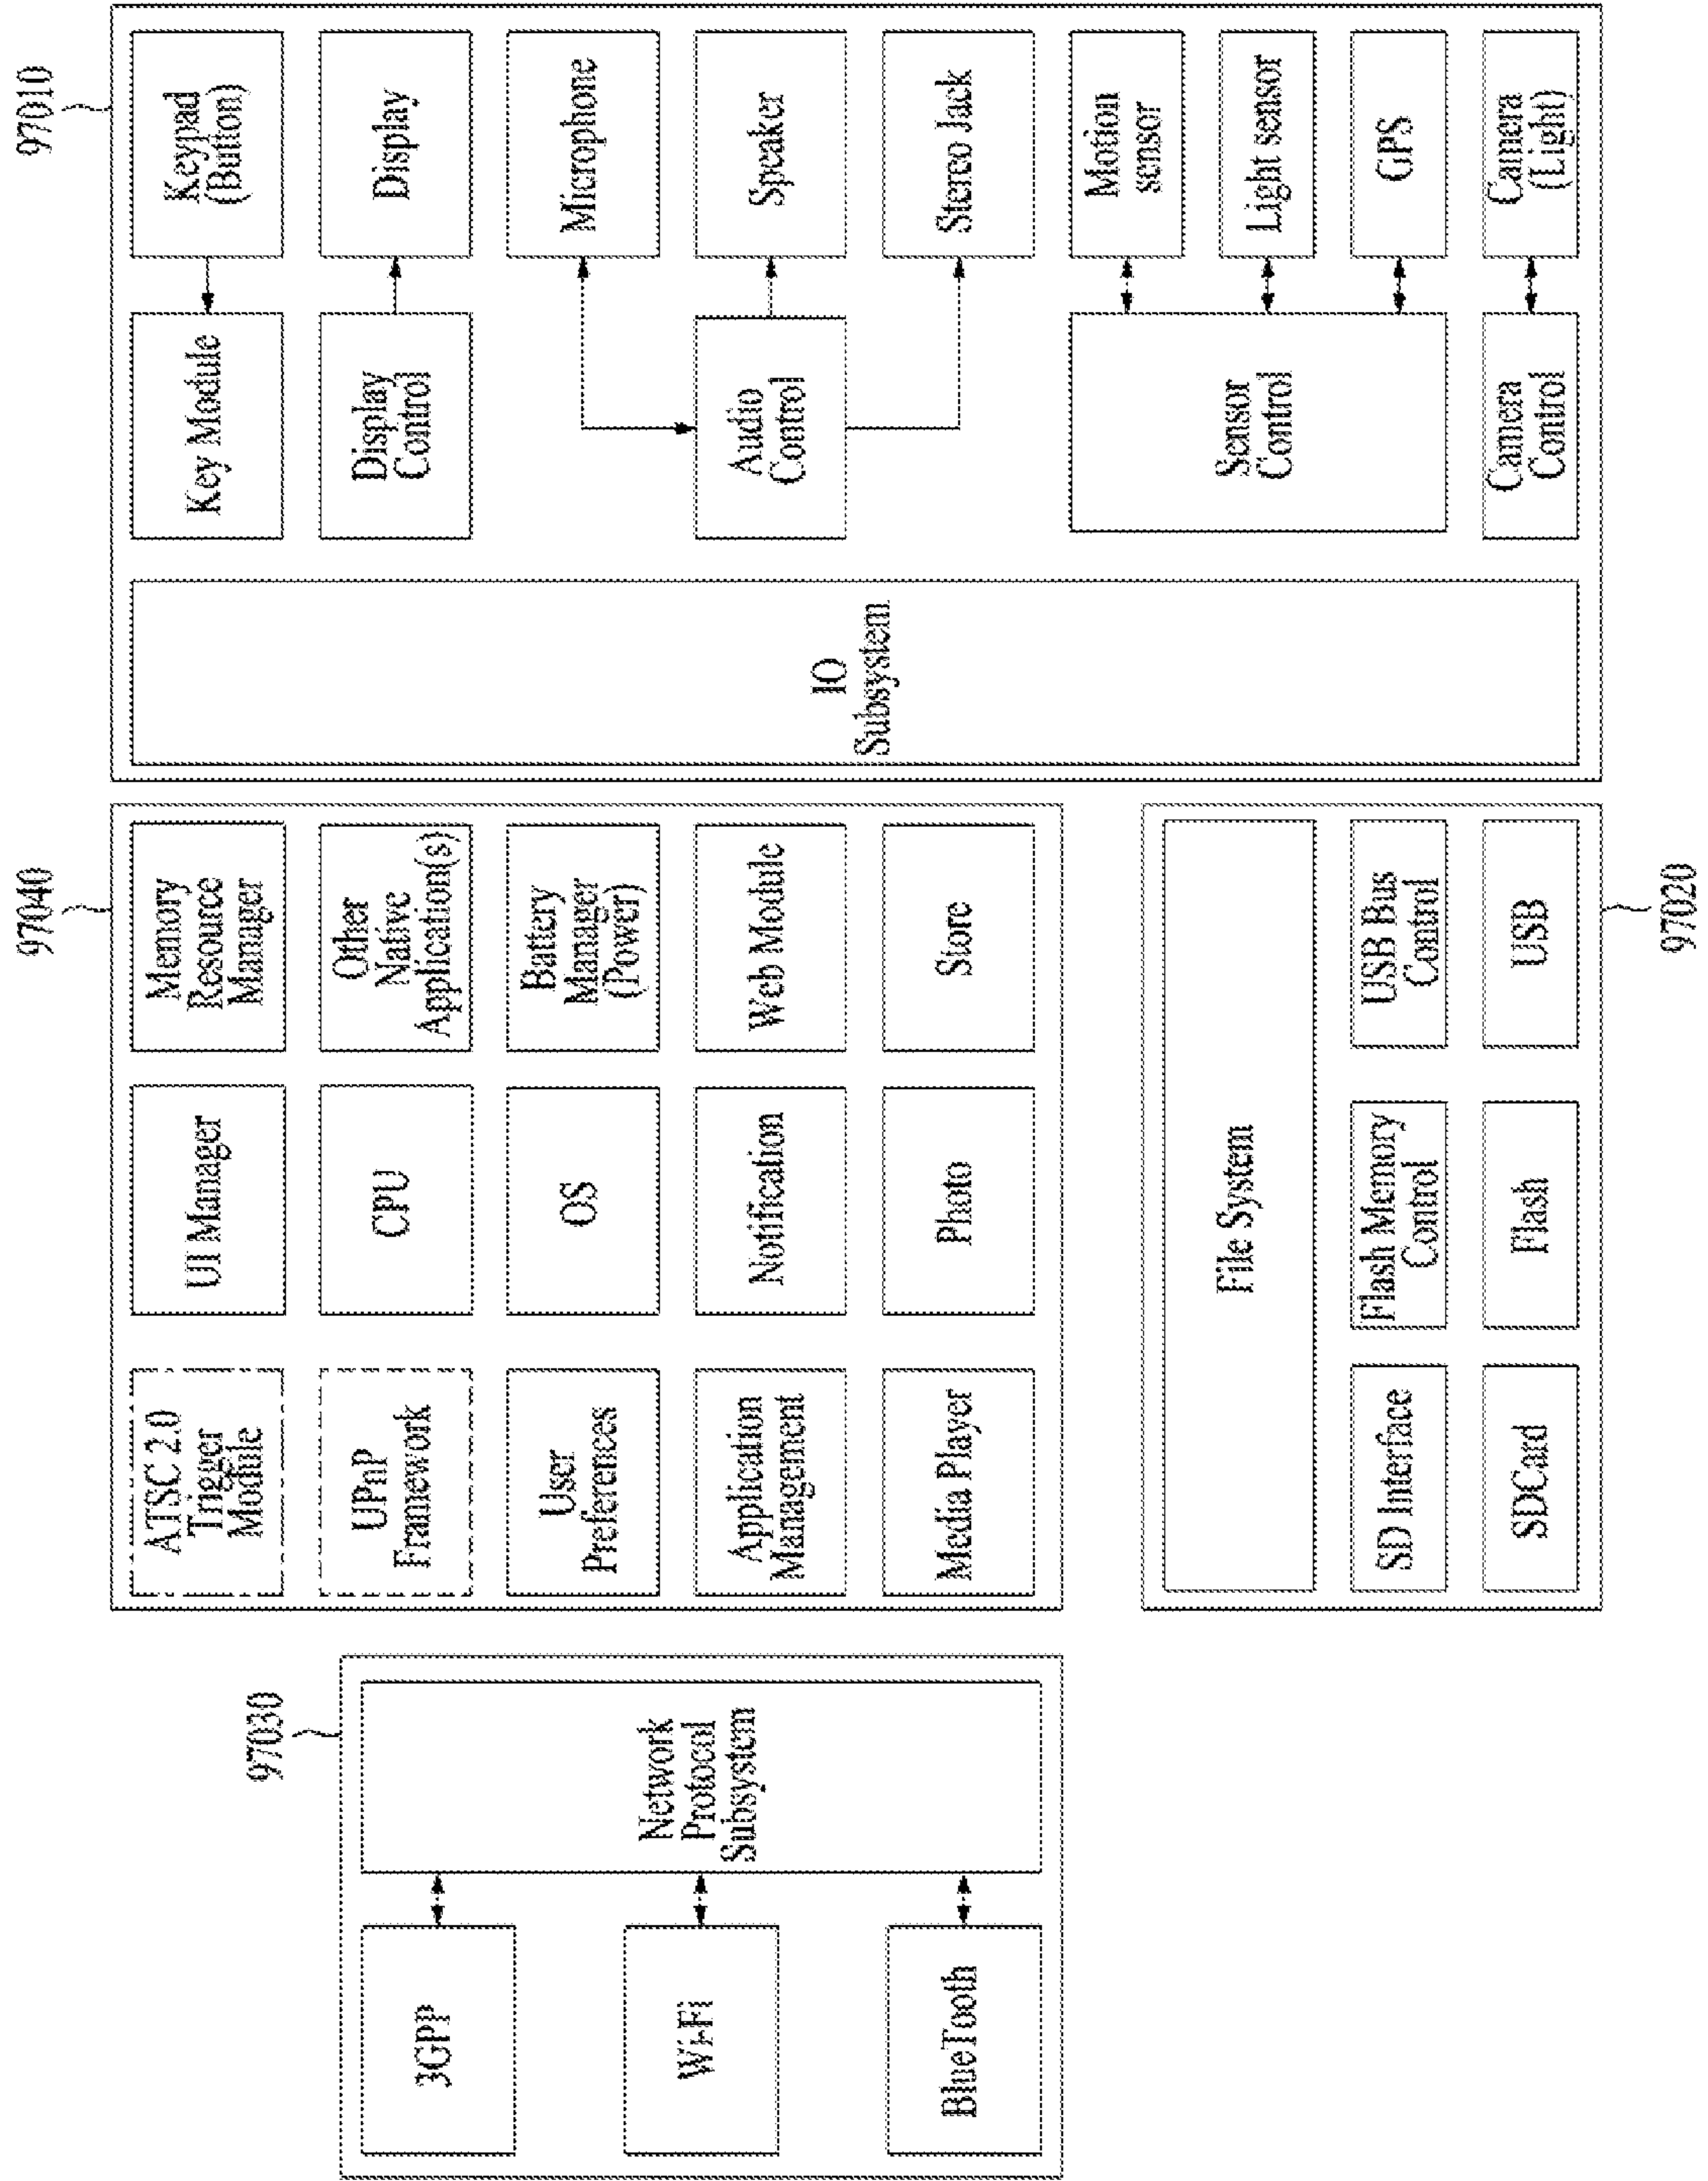 97030
3GPP
Wi-Fi
BlueTooth
Network
Protocol
Subsystem
97040
ATSC 2.0
Trigger
Module
UI Manager
Memory
Resource
Manager
UPnP
Framework
CPU
Other
Native
Application(s)
User
Preferences
OS
Battery
Manager
(Power)
Application
Management
Notification
Web Module
Media Player
Photo
Store
File System
SD Interface
Flash Memory
Control
USB Bus
Control
SDCard
Flash
USB
97020
97010
IO
Subsystem
Key Module
Keypad
(Button)
Display
Control
Display
Microphone
Audio
Control
Speaker
Stereo Jack
Sensor
Control
Motion
sensor
Light sensor
GPS
Camera
Control
Camera
(Light)